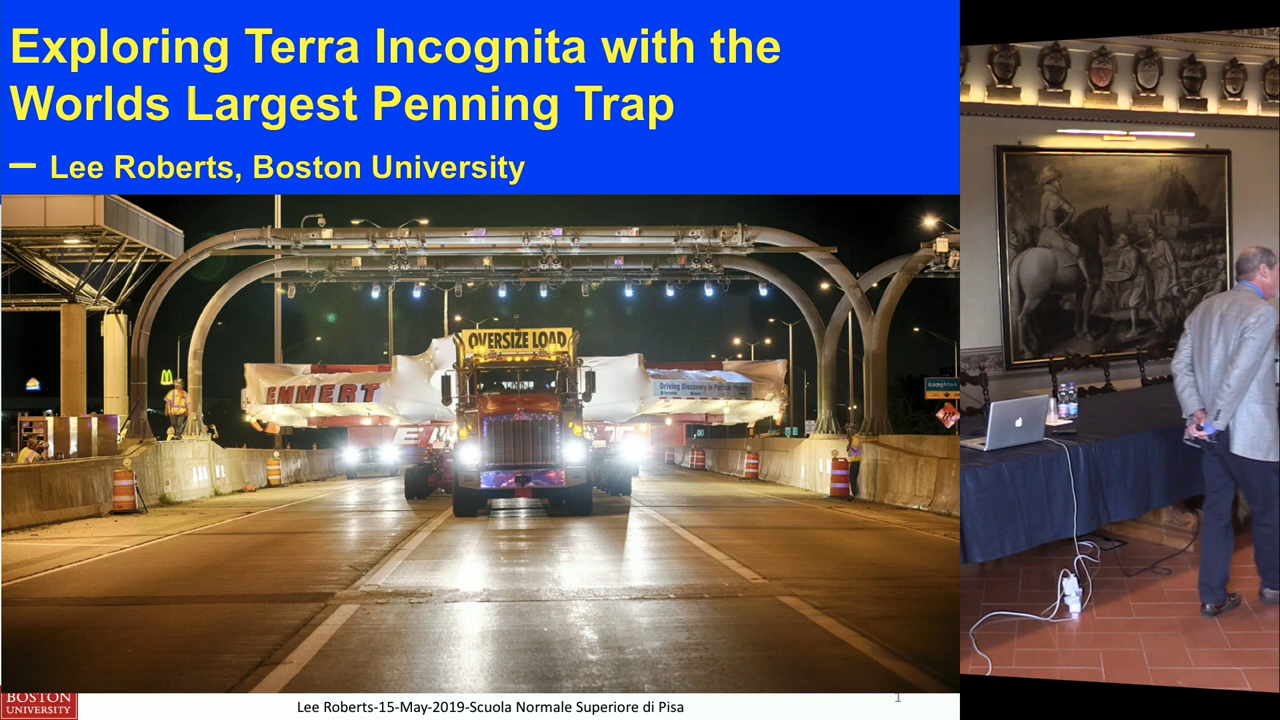 Exploring Terra Incognita with the
Worlds Largest Penning Trap
— Lee Roberts, Boston University
OVERSIZE LOAD
EMMERT
Driving Discovery in Particle Physics
BOSTON
UNIVERSITY
Lee Roberts-15-May-2019-Scuola Normale Superiore di Pisa
1